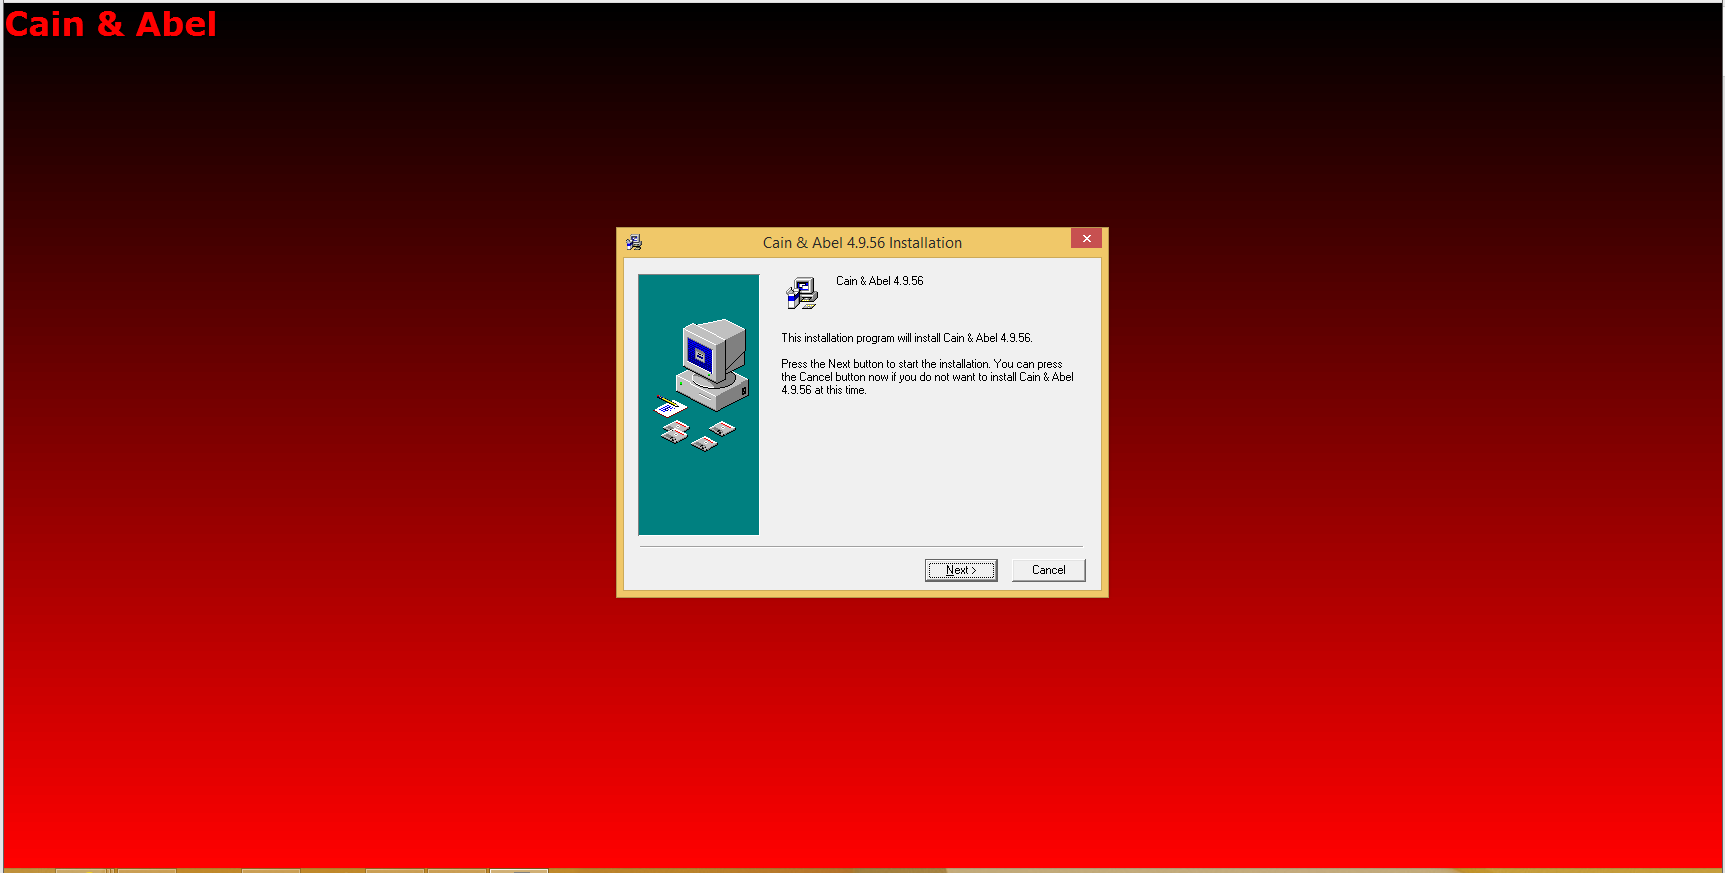 Cain & Abel
Cain & Abel 4.9.56 Installation
Cain & Abel 4.9.56
This installation program will install Cain & Abel 4.9.56.
Press the Next button to start the installation. You can press
the Cancel button now if you do not want to install Cain & Abel
4.9.56 at this time.
Next >
Cancel